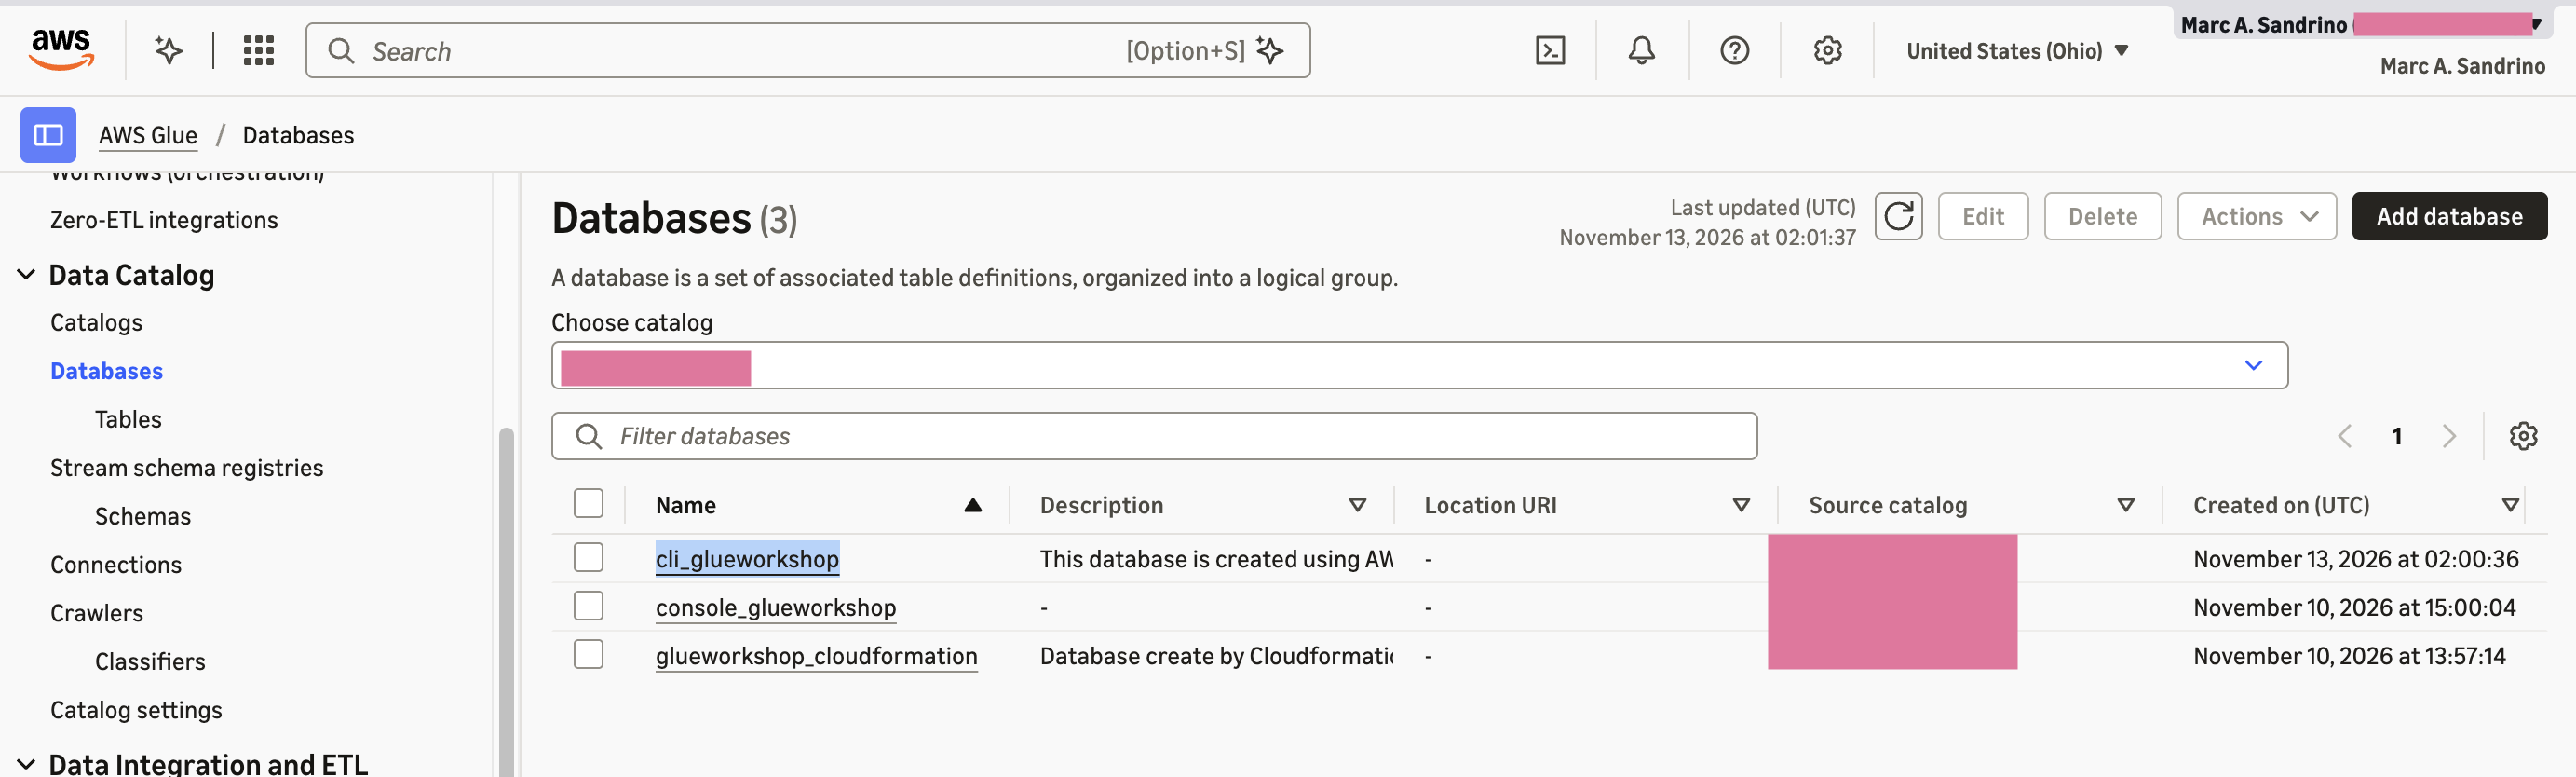 Marc A. Sandrino
aws
Search [Option+S]
United States (Ohio)
Marc A. Sandrino
AWS Glue / Databases
Workflows (orchestration)
Zero-ETL integrations
Data Catalog
Catalogs
Databases
Tables
Stream schema registries
Schemas
Connections
Crawlers
Classifiers
Catalog settings
Data Integration and ETL
Databases (3)
Last updated (UTC)
November 13, 2026 at 02:01:37
Edit
Delete
Actions
Add database
A database is a set of associated table definitions, organized into a logical group.
Choose catalog
Filter databases
1
Name Description Location URI Source catalog Created on (UTC)
cli_glueworkshop This database is created using AW - November 13, 2026 at 02:00:36
console_glueworkshop - - November 10, 2026 at 15:00:04
glueworkshop_cloudformation Database create by Cloudformati - November 10, 2026 at 13:57:14